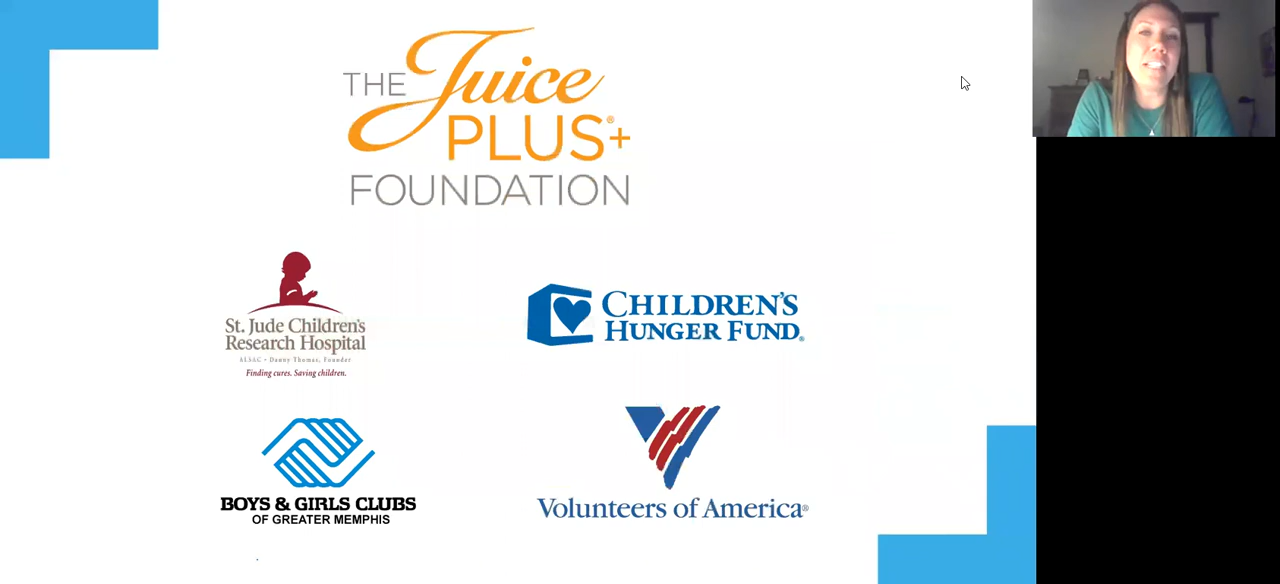 THE Juice
PLUS®+
FOUNDATION
St. Jude Children's
Research Hospital
ALSAC • Danny Thomas, Founder
Finding cures. Saving children.
CHILDREN'S
HUNGER FUND®
BOYS & GIRLS CLUBS
OF GREATER MEMPHIS
Volunteers of America®